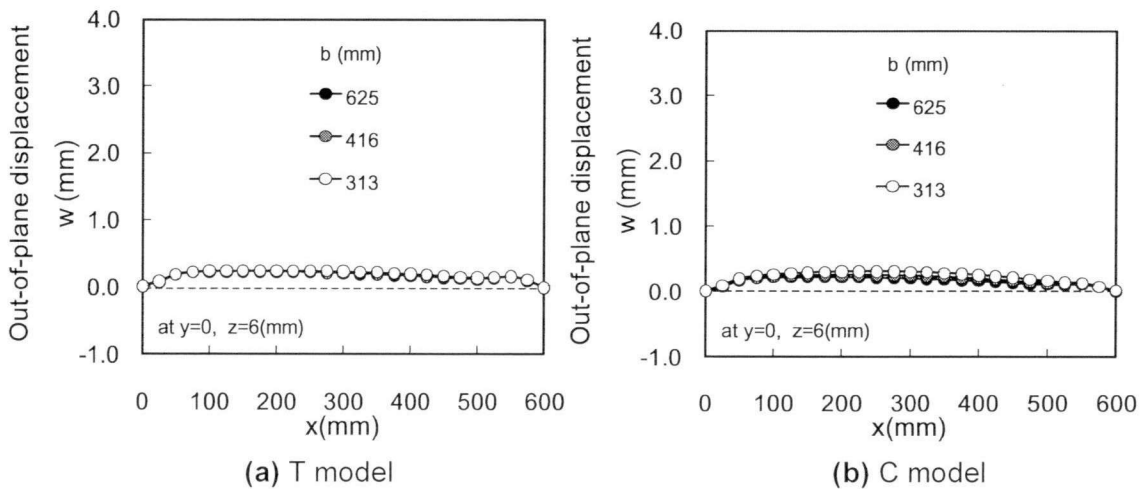 Out-of-plane displacement
w (mm)
4.0
3.0
2.0
1.0
0.0
-1.0
b (mm)
625
416
313
at y=0, z=6(mm)
0 100 200 300 400 500 600
x(mm)
(a) T model
Out-of-plane displacement
w (mm)
4.0
3.0
2.0
1.0
0.0
-1.0
b (mm)
625
416
313
at y=0, z=6(mm)
0 100 200 300 400 500 600
x(mm)
(b) C model